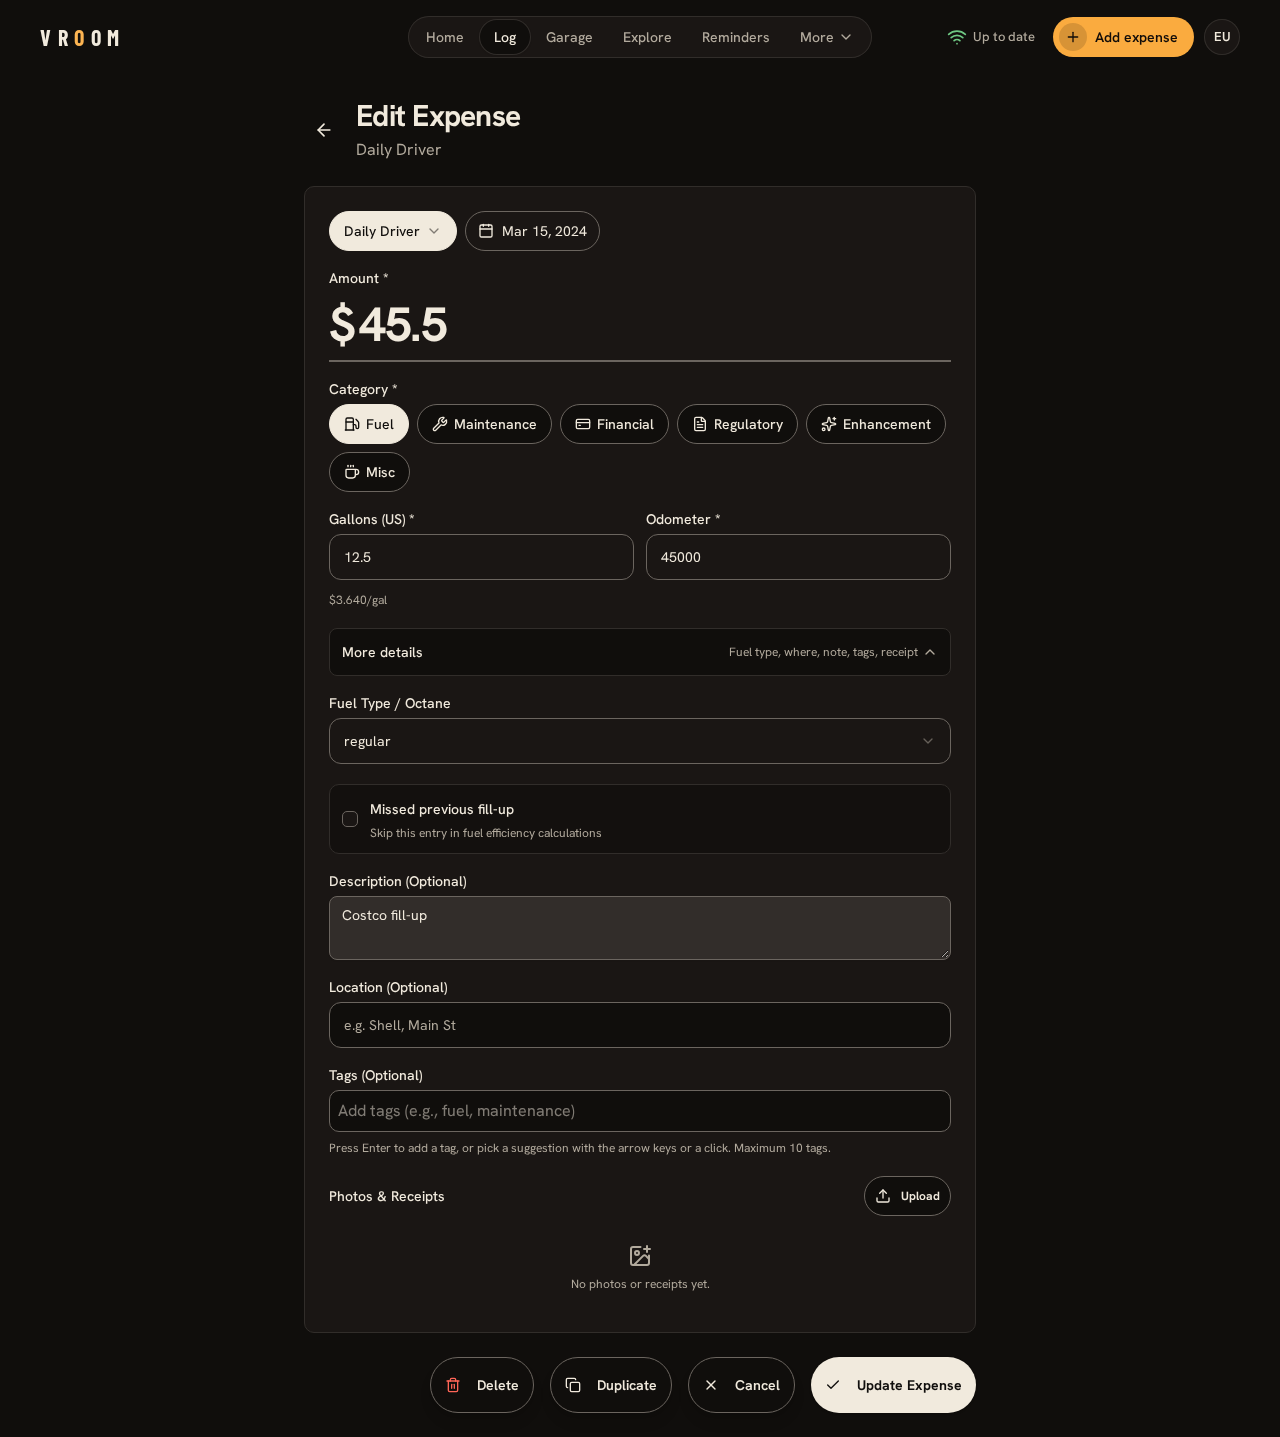 VROOM
Home Log Garage Explore Reminders More
Up to date
Add expense
EU
Edit Expense
Daily Driver
Daily Driver
Mar 15, 2024
Amount *
$45.5
Category *
Fuel Maintenance Financial Regulatory Enhancement
Misc
Gallons (US) * Odometer *
12.5 45000
$3.640/gal
More details Fuel type, where, note, tags, receipt
Fuel Type / Octane
regular
Missed previous fill-up
Skip this entry in fuel efficiency calculations
Description (Optional)
Costco fill-up
Location (Optional)
e.g. Shell, Main St
Tags (Optional)
Add tags (e.g., fuel, maintenance)
Press Enter to add a tag, or pick a suggestion with the arrow keys or a click. Maximum 10 tags.
Photos & Receipts Upload
No photos or receipts yet.
Delete Duplicate Cancel Update Expense